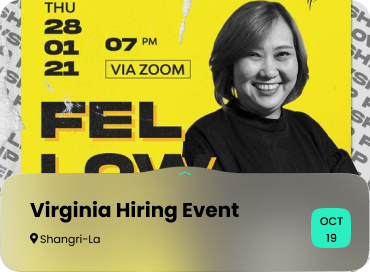 THU
28
01
21
07 PM
VIA ZOOM
FEL
LOW
Virginia Hiring Event
Shangri-La
OCT
19